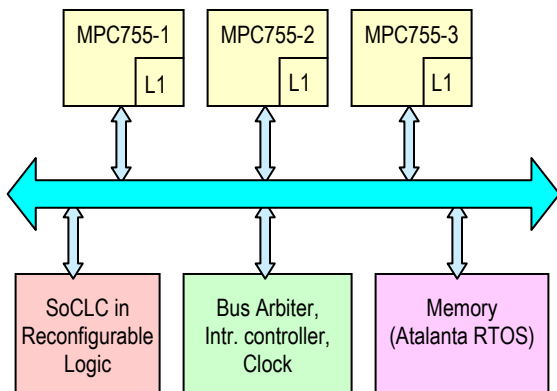 MPC755-1
L1
MPC755-2
L1
MPC755-3
L1
SoCLC in
Reconfigurable
Logic
Bus Arbiter,
Intr. controller,
Clock
Memory
(Atalanta RTOS)